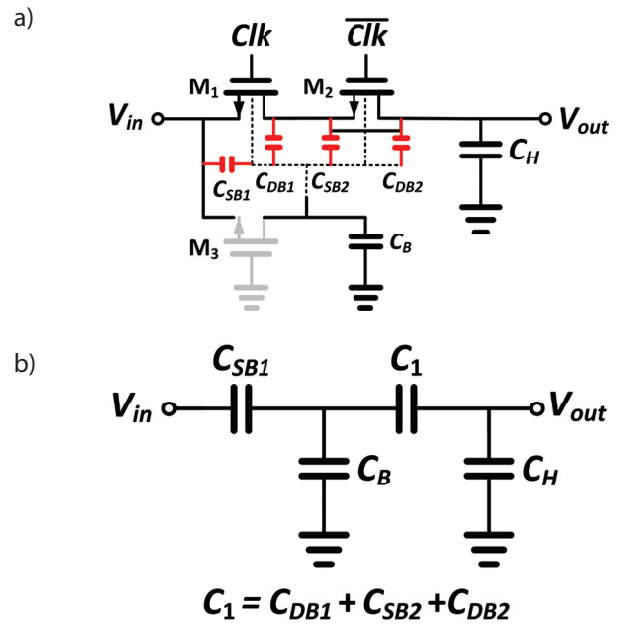 a)
Clk Clk
M1 M2
Vin Vout
CH
CSB1 CDB1 CSB2 CDB2
M3 CB
b)
CSB1 C1
Vin Vout
CB CH
C1 = CDB1 + CSB2 + CDB2